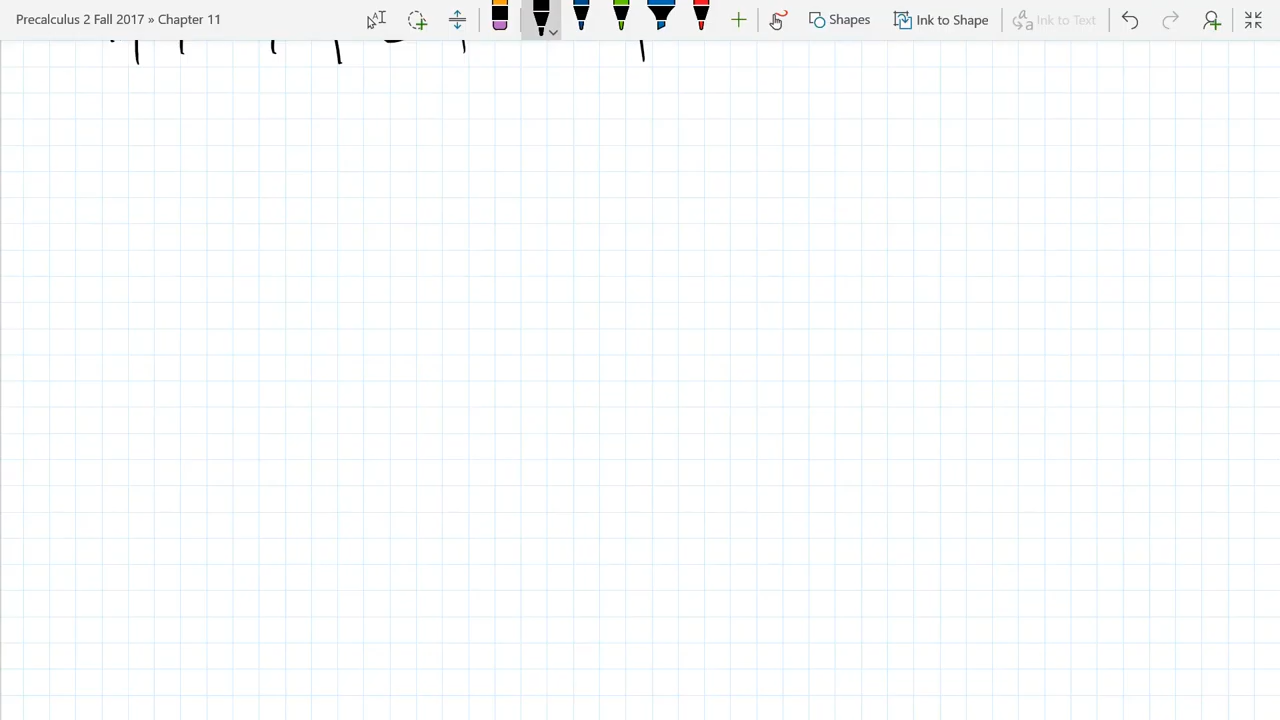 Precalculus 2 Fall 2017 » Chapter 11
Shapes
Ink to Shape
Ink to Text